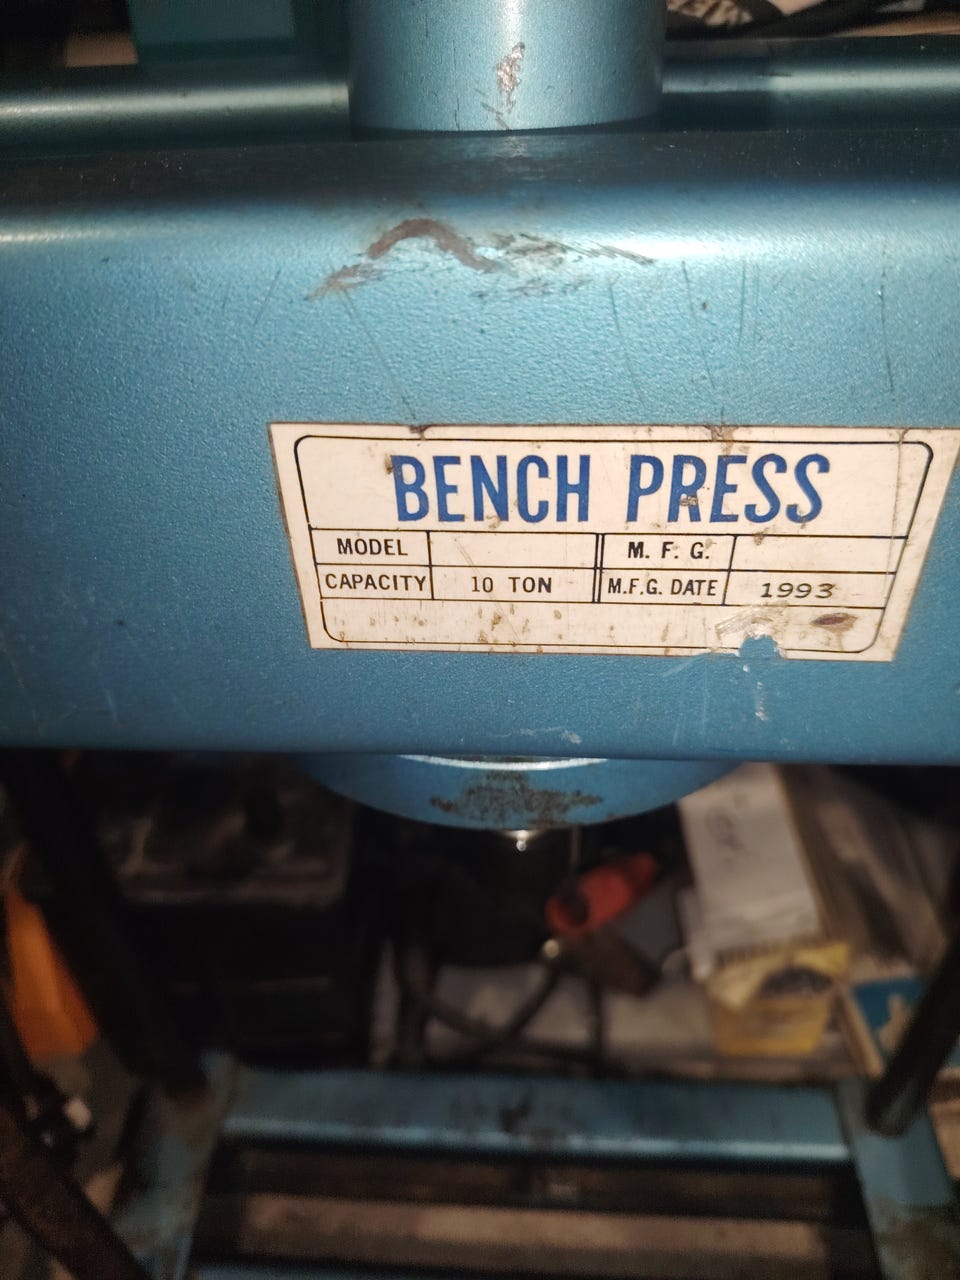 BENCH PRESS
MODEL M. F. G.
CAPACITY 10 TON M.F.G. DATE 1993